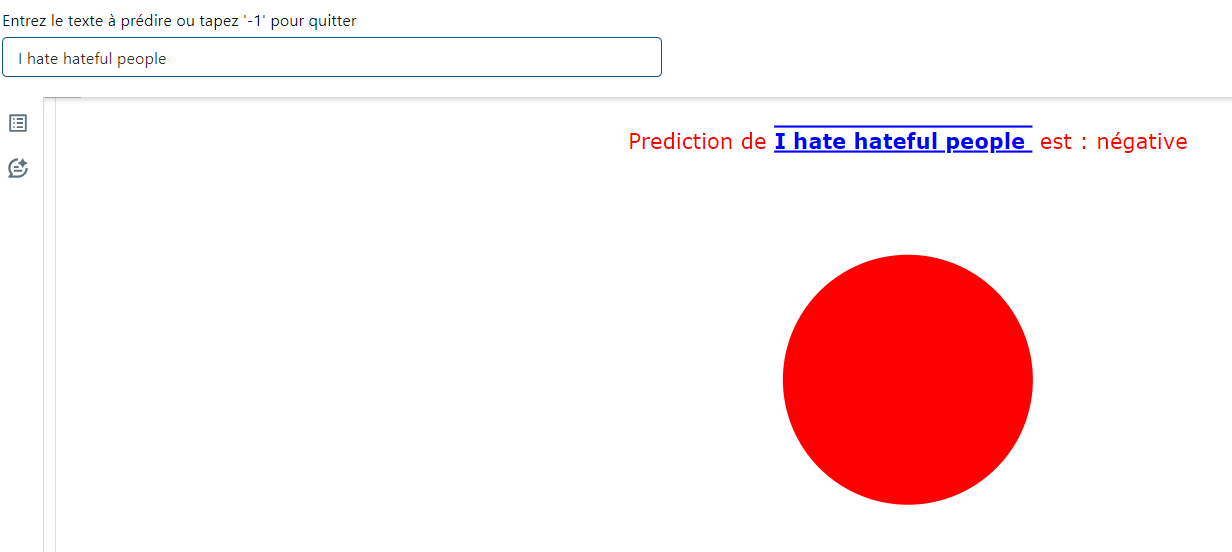 Entrez le texte à prédire ou tapez '-1' pour quitter
I hate hateful people
Prediction de I hate hateful people est : négative